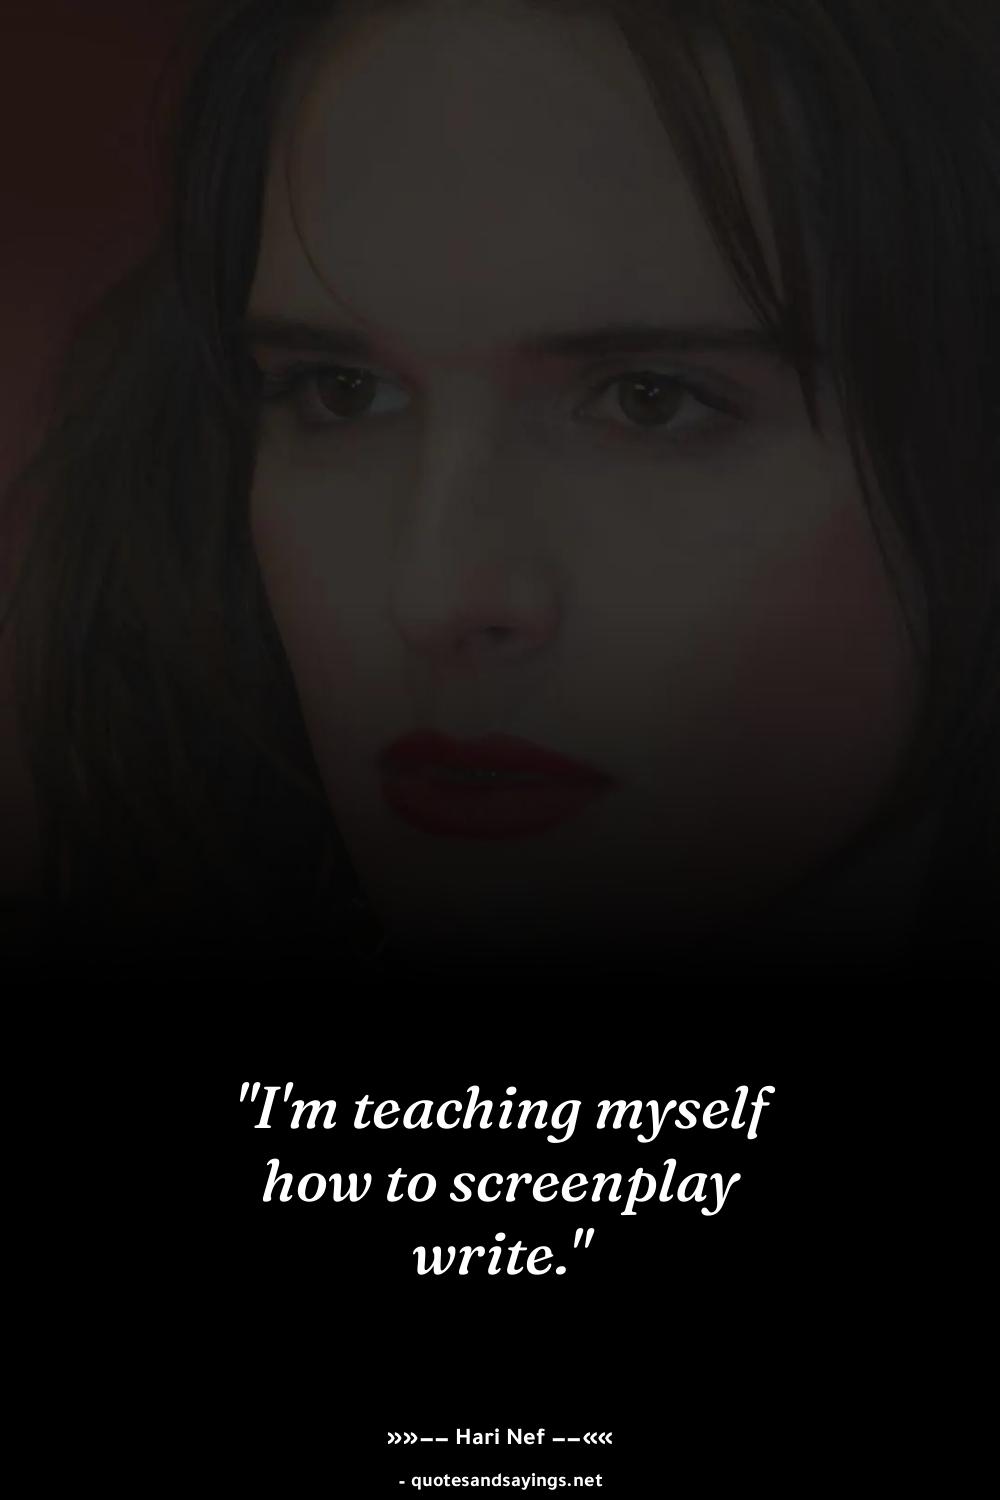 "I'm teaching myself
how to screenplay
write."
»»—— Hari Nef ——««
- quotesandsayings.net